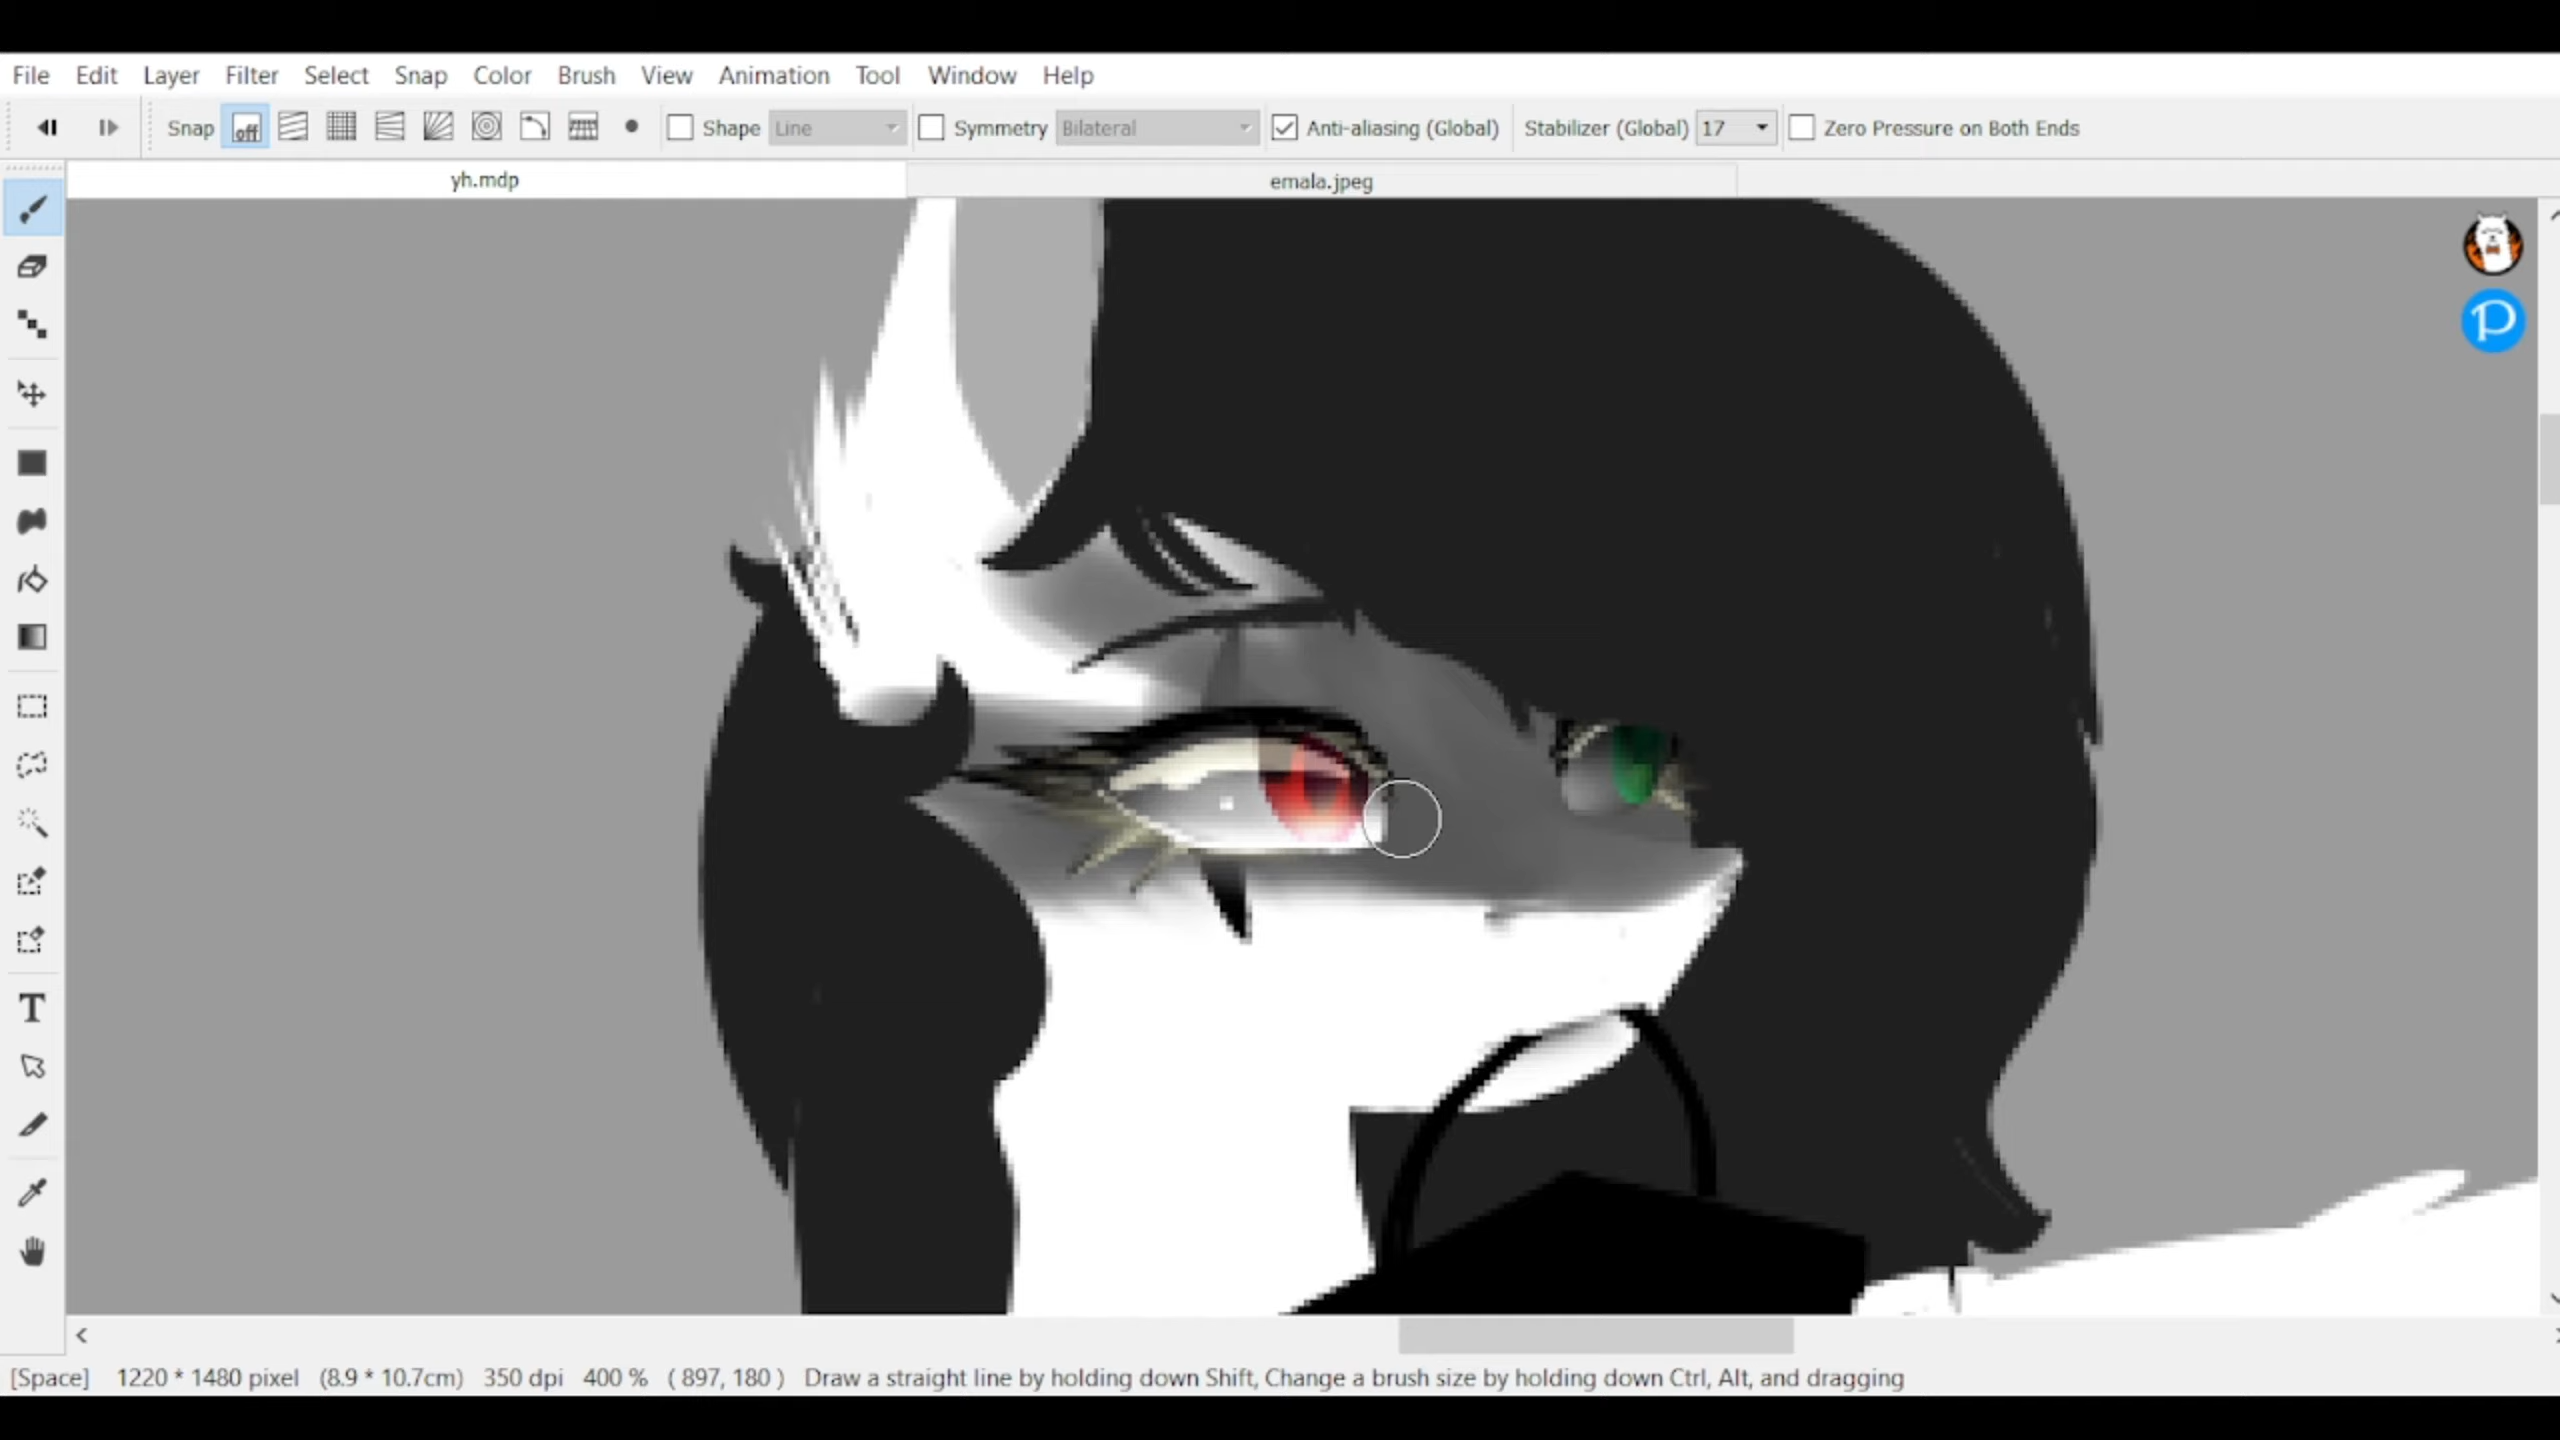 File Edit Layer Filter Select Snap Color Brush View Animation Tool Window Help
Snap off Shape Line Symmetry Bilateral Anti-aliasing (Global) Stabilizer (Global) 17 Zero Pressure on Both Ends
yh.mdp emala.jpeg
P
T
[Space] 1220 * 1480 pixel (8.9 * 10.7cm) 350 dpi 400 % ( 897, 180 ) Draw a straight line by holding down Shift, Change a brush size by holding down Ctrl, Alt, and dragging